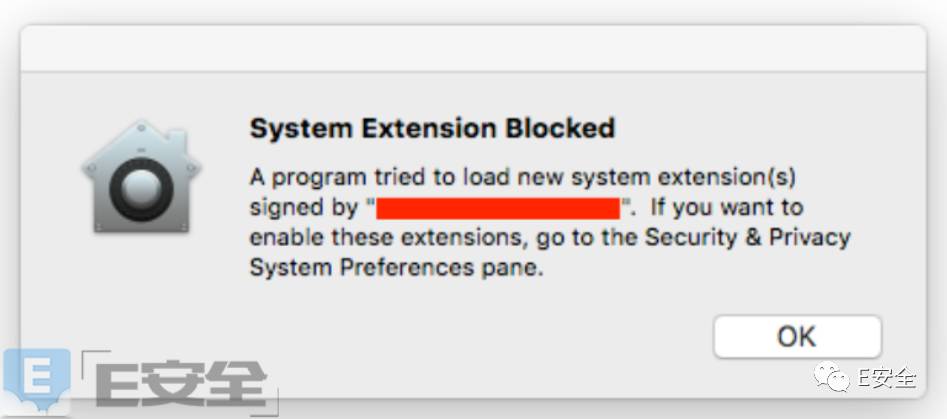 System Extension Blocked
A program tried to load new system extension(s)
signed by "                ".  If you want to
enable these extensions, go to the Security & Privacy
System Preferences pane.
OK
E
E安全
E安全